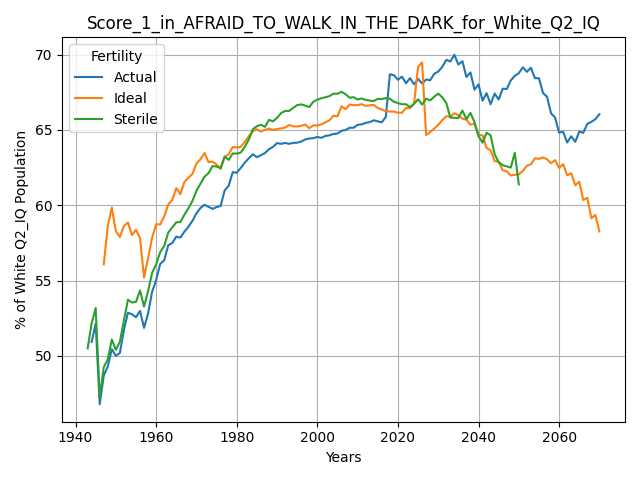 Score_1_in_AFRAID_TO_WALK_IN_THE_DARK_for_White_Q2_IQ
Fertility
Actual
Ideal
Sterile
% of White Q2_IQ Population
70
65
60
55
50
1940
1960
1980
2000
2020
2040
2060
Years